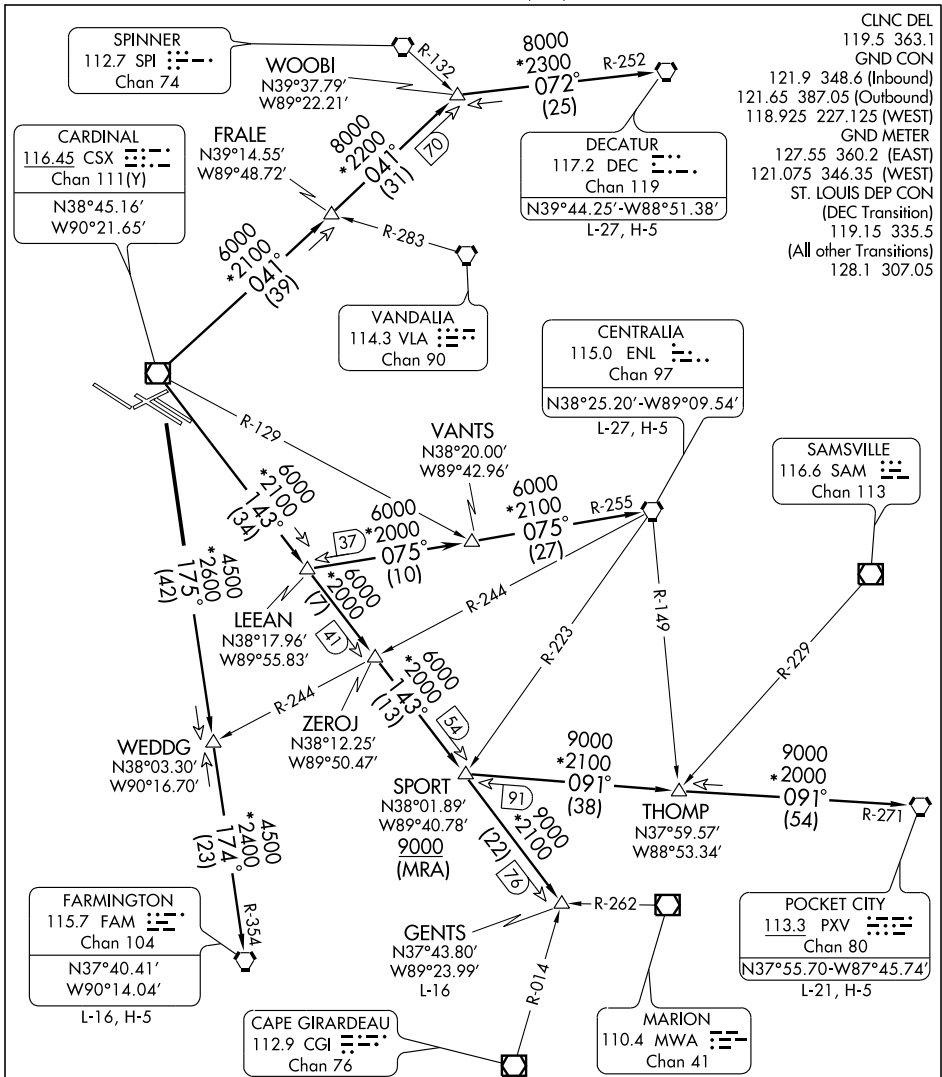 CLNC DEL
119.5 363.1
GND CON
121.9 348.6 (Inbound)
121.65 387.05 (Outbound)
118.925 227.125 (WEST)
GND METER
127.55 360.2 (EAST)
121.075 346.35 (WEST)
ST. LOUIS DEP CON
(DEC Transition)
119.15 335.5
(All other Transitions)
128.1 307.05
SPINNER
112.7 SPI
Chan 74
R-132
WOOBI
N39°37.79'
W89°22.21'
8000
*2300
072°
(25)
R-252
DECATUR
117.2 DEC
Chan 119
N39°44.25'-W88°51.38'
L-27, H-5
CARDINAL
116.45 CSX
Chan 111(Y)
N38°45.16'
W90°21.65'
FRALE
N39°14.55'
W89°48.72'
8000
*2200
041°
(31)
70
R-283
6000
*2100
041°
(39)
VANDALIA
114.3 VLA
Chan 90
CENTRALIA
115.0 ENL
Chan 97
N38°25.20'-W89°09.54'
L-27, H-5
R-129
VANTS
N38°20.00'
W89°42.96'
SAMSVILLE
116.6 SAM
Chan 113
6000
*2100
143°
(34)
37
6000
*2000
075°
(10)
6000
*2100
075°
(27)
R-255
4500
*2600
175°
(42)
LEEAN
N38°17.96'
W89°55.83'
6000
*2000
(7)
41
R-244
R-223
R-149
R-229
R-244
ZEROJ
N38°12.25'
W89°50.47'
6000
*2000
143°
(13)
54
WEDDG
N38°03.30'
W90°16.70'
SPORT
N38°01.89'
W89°40.78'
9000
(MRA)
91
9000
*2100
091°
(38)
THOMP
N37°59.57'
W88°53.34'
9000
*2000
091°
(54)
R-271
9000
*2100
(22)
76
4500
*2400
174°
(23)
R-354
FARMINGTON
115.7 FAM
Chan 104
N37°40.41'
W90°14.04'
L-16, H-5
GENTS
N37°43.80'
W89°23.99'
L-16
R-262
R-014
POCKET CITY
113.3 PXV
Chan 80
N37°55.70-W87°45.74'
L-21, H-5
CAPE GIRARDEAU
112.9 CGI
Chan 76
MARION
110.4 MWA
Chan 41